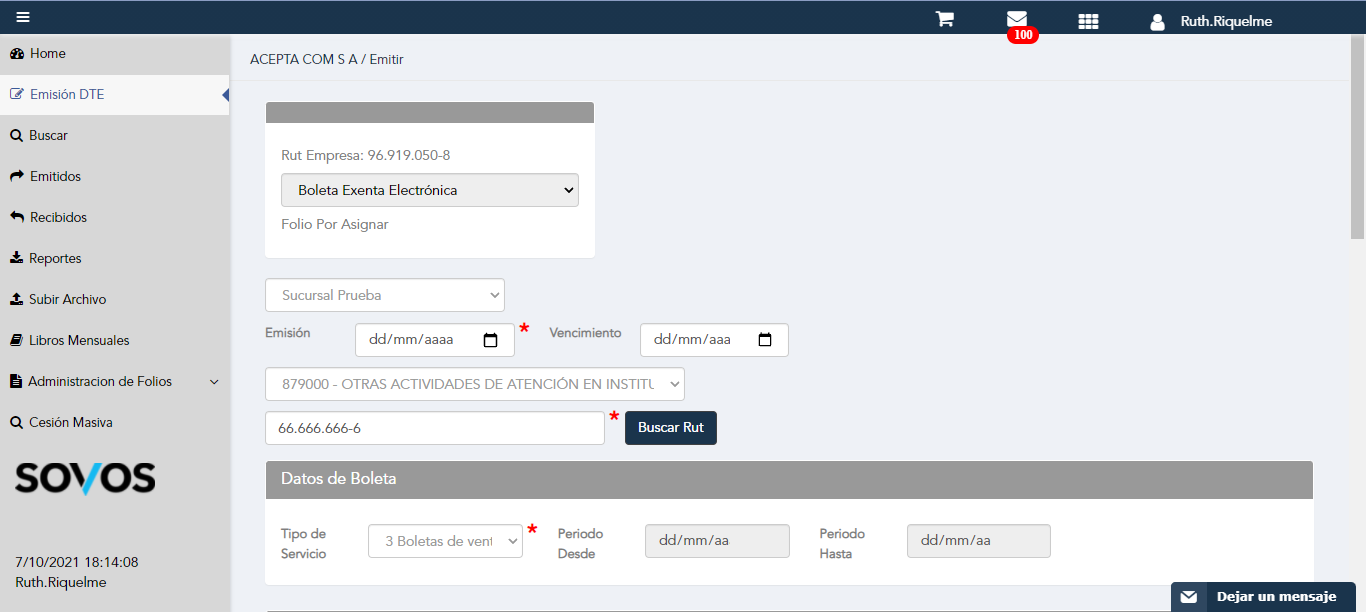 Ruth.Riquelme
100
Home
ACEPTA COM S A / Emitir
Emisión DTE
Buscar
Emitidos
Recibidos
Reportes
Subir Archivo
Libros Mensuales
Administracion de Folios
Cesión Masiva
SOVOS
7/10/2021 18:14:08
Ruth.Riquelme
Rut Empresa: 96.919.050-8
Boleta Exenta Electrónica
Folio Por Asignar
Sucursal Prueba
Emisión dd/mm/aaaa * Vencimiento dd/mm/aaa
879000 - OTRAS ACTIVIDADES DE ATENCIÓN EN INSTITU
66.666.666-6 * Buscar Rut
Datos de Boleta
Tipo de Servicio 3 Boletas de vent * Periodo Desde dd/mm/aa Periodo Hasta dd/mm/aa
Dejar un mensaje